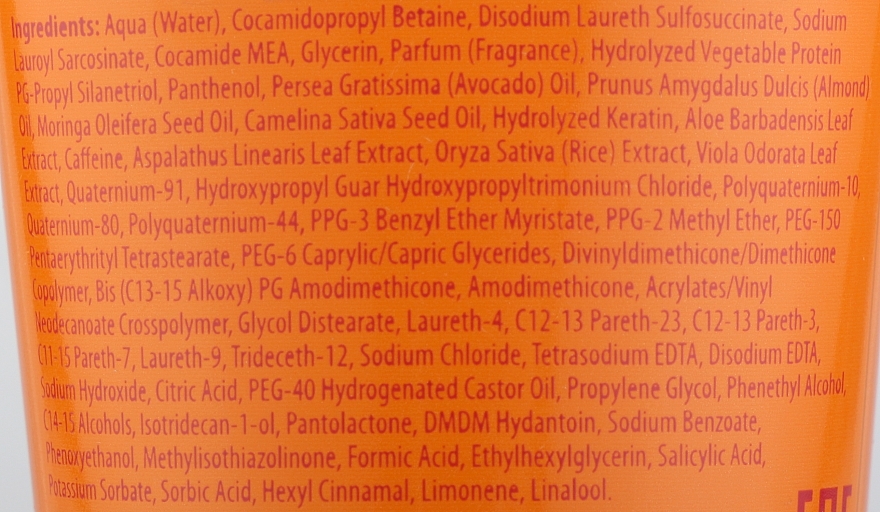 Ingredients: Aqua (Water), Cocamidopropyl Betaine, Disodium Laureth Sulfosuccinate, Sodium
Lauroyl Sarcosinate, Cocamide MEA, Glycerin, Parfum (Fragrance), Hydrolyzed Vegetable Protein
PG-Propyl Silanetriol, Panthenol, Persea Gratissima (Avocado) Oil, Prunus Amygdalus Dulcis (Almond)
Oil, Moringa Oleifera Seed Oil, Camelina Sativa Seed Oil, Hydrolyzed Keratin, Aloe Barbadensis Leaf
Extract, Caffeine, Aspalathus Linearis Leaf Extract, Oryza Sativa (Rice) Extract, Viola Odorata Leaf
Extract, Quaternium-91, Hydroxypropyl Guar Hydroxypropyltrimonium Chloride, Polyquaternium-10,
Quaternium-80, Polyquaternium-44, PPG-3 Benzyl Ether Myristate, PPG-2 Methyl Ether, PEG-150
Pentaerythrityl Tetrastearate, PEG-6 Caprylic/Capric Glycerides, Divinyldimethicone/Dimethicone
Copolymer, Bis (C13-15 Alkoxy) PG Amodimethicone, Amodimethicone, Acrylates/Vinyl
Neodecanoate Crosspolymer, Glycol Distearate, Laureth-4, C12-13 Pareth-23, C12-13 Pareth-3,
C11-15 Pareth-7, Laureth-9, Trideceth-12, Sodium Chloride, Tetrasodium EDTA, Disodium EDTA,
Sodium Hydroxide, Citric Acid, PEG-40 Hydrogenated Castor Oil, Propylene Glycol, Phenethyl Alcohol,
C14-15 Alcohols, Isotridecan-1-ol, Pantolactone, DMDM Hydantoin, Sodium Benzoate,
Phenoxyethanol, Methylisothiazolinone, Formic Acid, Ethylhexylglycerin, Salicylic Acid,
Potassium Sorbate, Sorbic Acid, Hexyl Cinnamal, Limonene, Linalool.